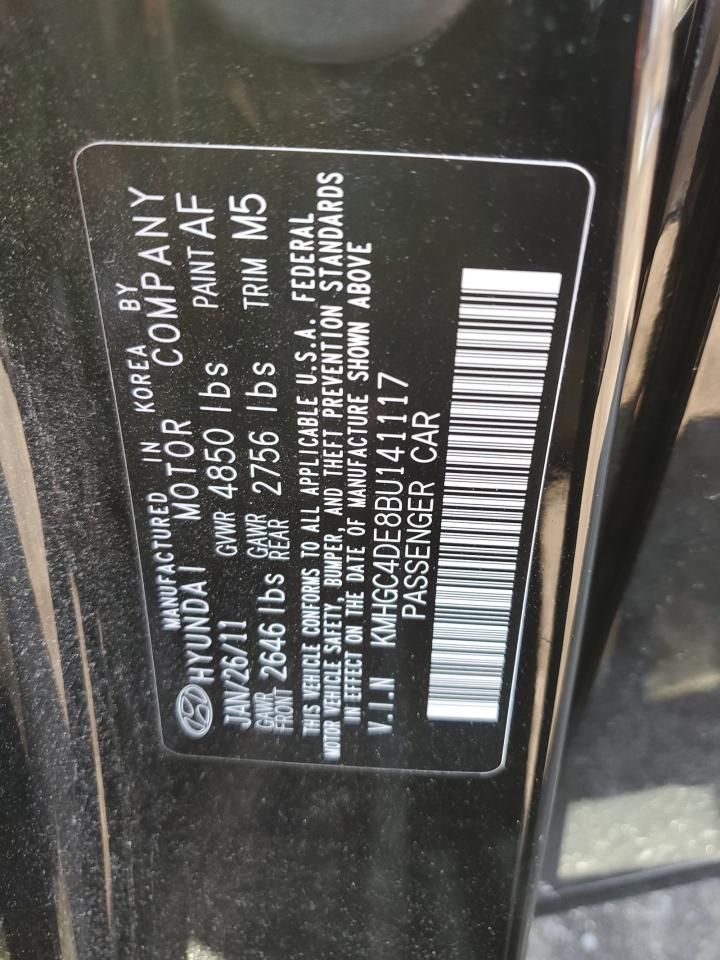 MANUFACTURED IN KOREA BY
HYUNDAI MOTOR COMPANY
JAN/26/11 GVWR 4850 lbs PAINT AF
GAWR FRONT 2646 lbs GAWR REAR 2756 lbs TRIM M5
THIS VEHICLE CONFORMS TO ALL APPLICABLE U.S.A. FEDERAL
MOTOR VEHICLE SAFETY, BUMPER, AND THEFT PREVENTION STANDARDS
IN EFFECT ON THE DATE OF MANUFACTURE SHOWN ABOVE
V.I.N KMHGC4DE8BU141117
PASSENGER CAR